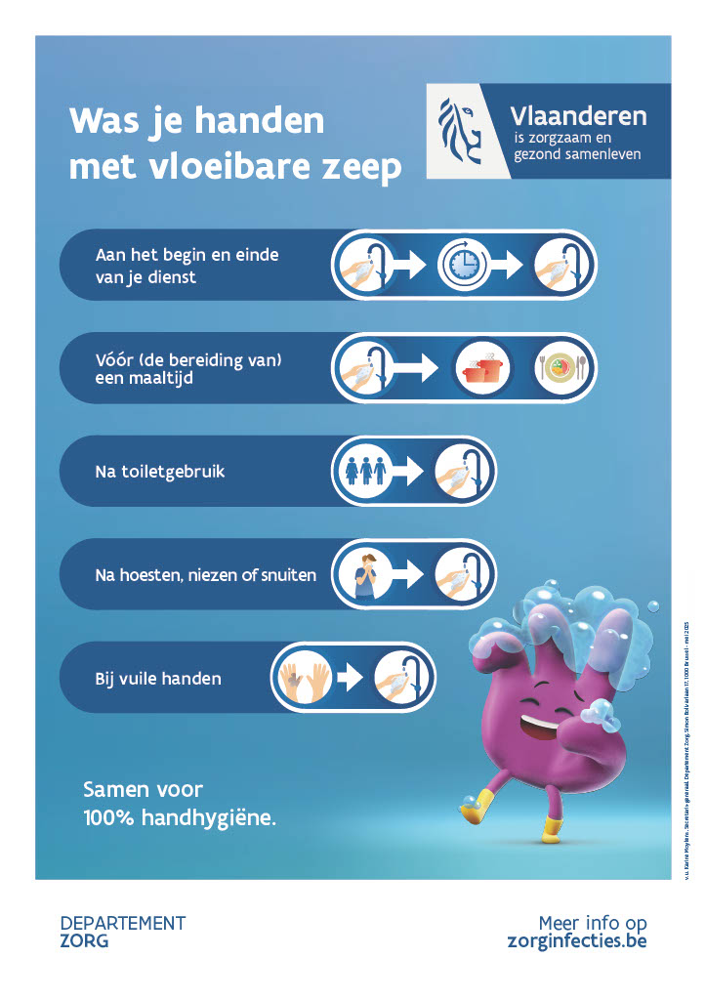 Was je handen
met vloeibare zeep
Vlaanderen
is zorgzaam en
gezond samenleven
Aan het begin en einde
van je dienst
Vóór (de bereiding van)
een maaltijd
Na toiletgebruik
Na hoesten, niezen of snuiten
Bij vuile handen
Samen voor
100% handhygiëne.
v.u. Karine Moykens, Secretaris-generaal, Departement Zorg, Simon Bolivarlaan 17, 1000 Brussel - mei 2025
DEPARTEMENT
ZORG
Meer info op
zorginfecties.be